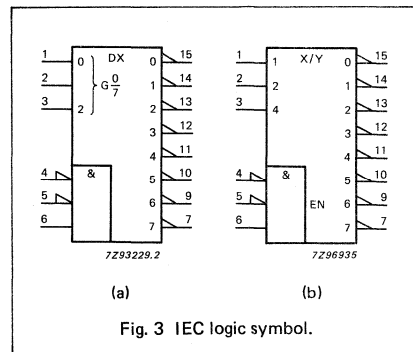 DX
X/Y
1 0 0 15
2 G 0/7 1 14
3 2 2 13
3 12
4 11
4 & 5 10
5 6 9
6 7 7
7Z93229.2
1 1 0 15
2 2 1 14
3 4 2 13
3 12
4 11
4 & 5 10
5 EN 6 9
6 7 7
7Z96935
(a)
(b)
Fig. 3 IEC logic symbol.